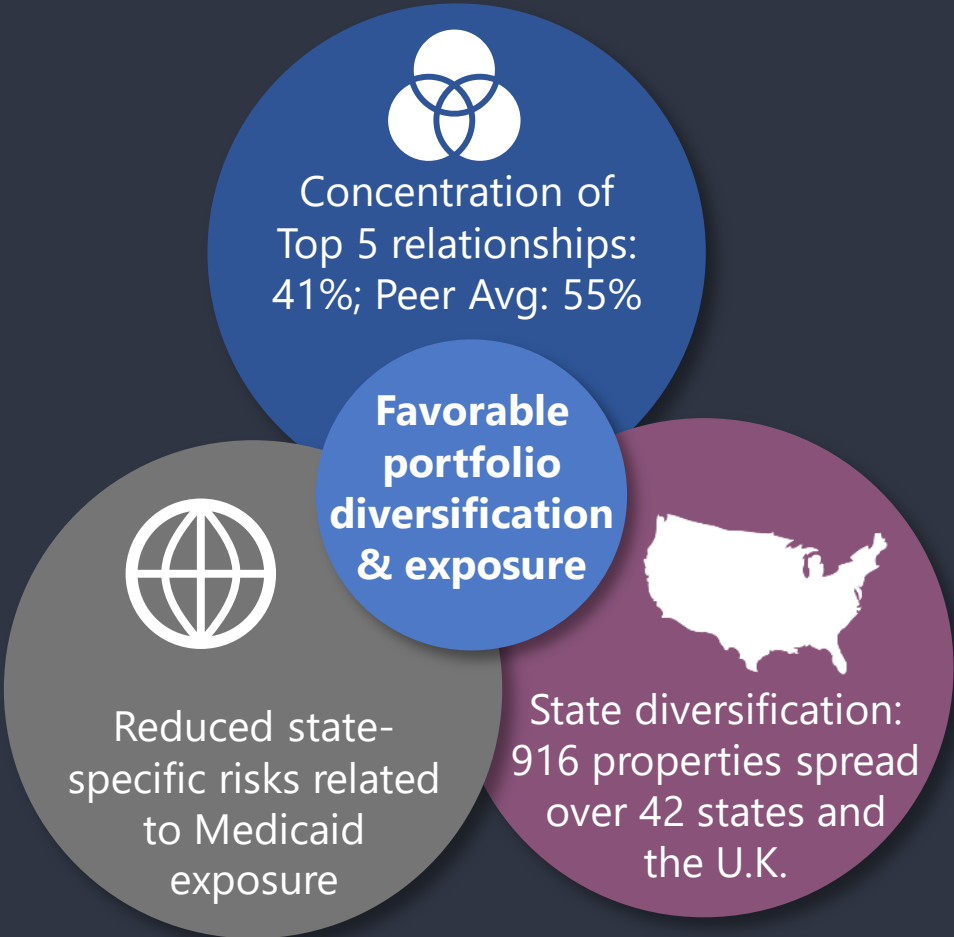 Concentration of
Top 5 relationships:
41%; Peer Avg: 55%
Favorable
portfolio
diversification
& exposure
Reduced state-
specific risks related
to Medicaid
exposure
State diversification:
916 properties spread
over 42 states and
the U.K.